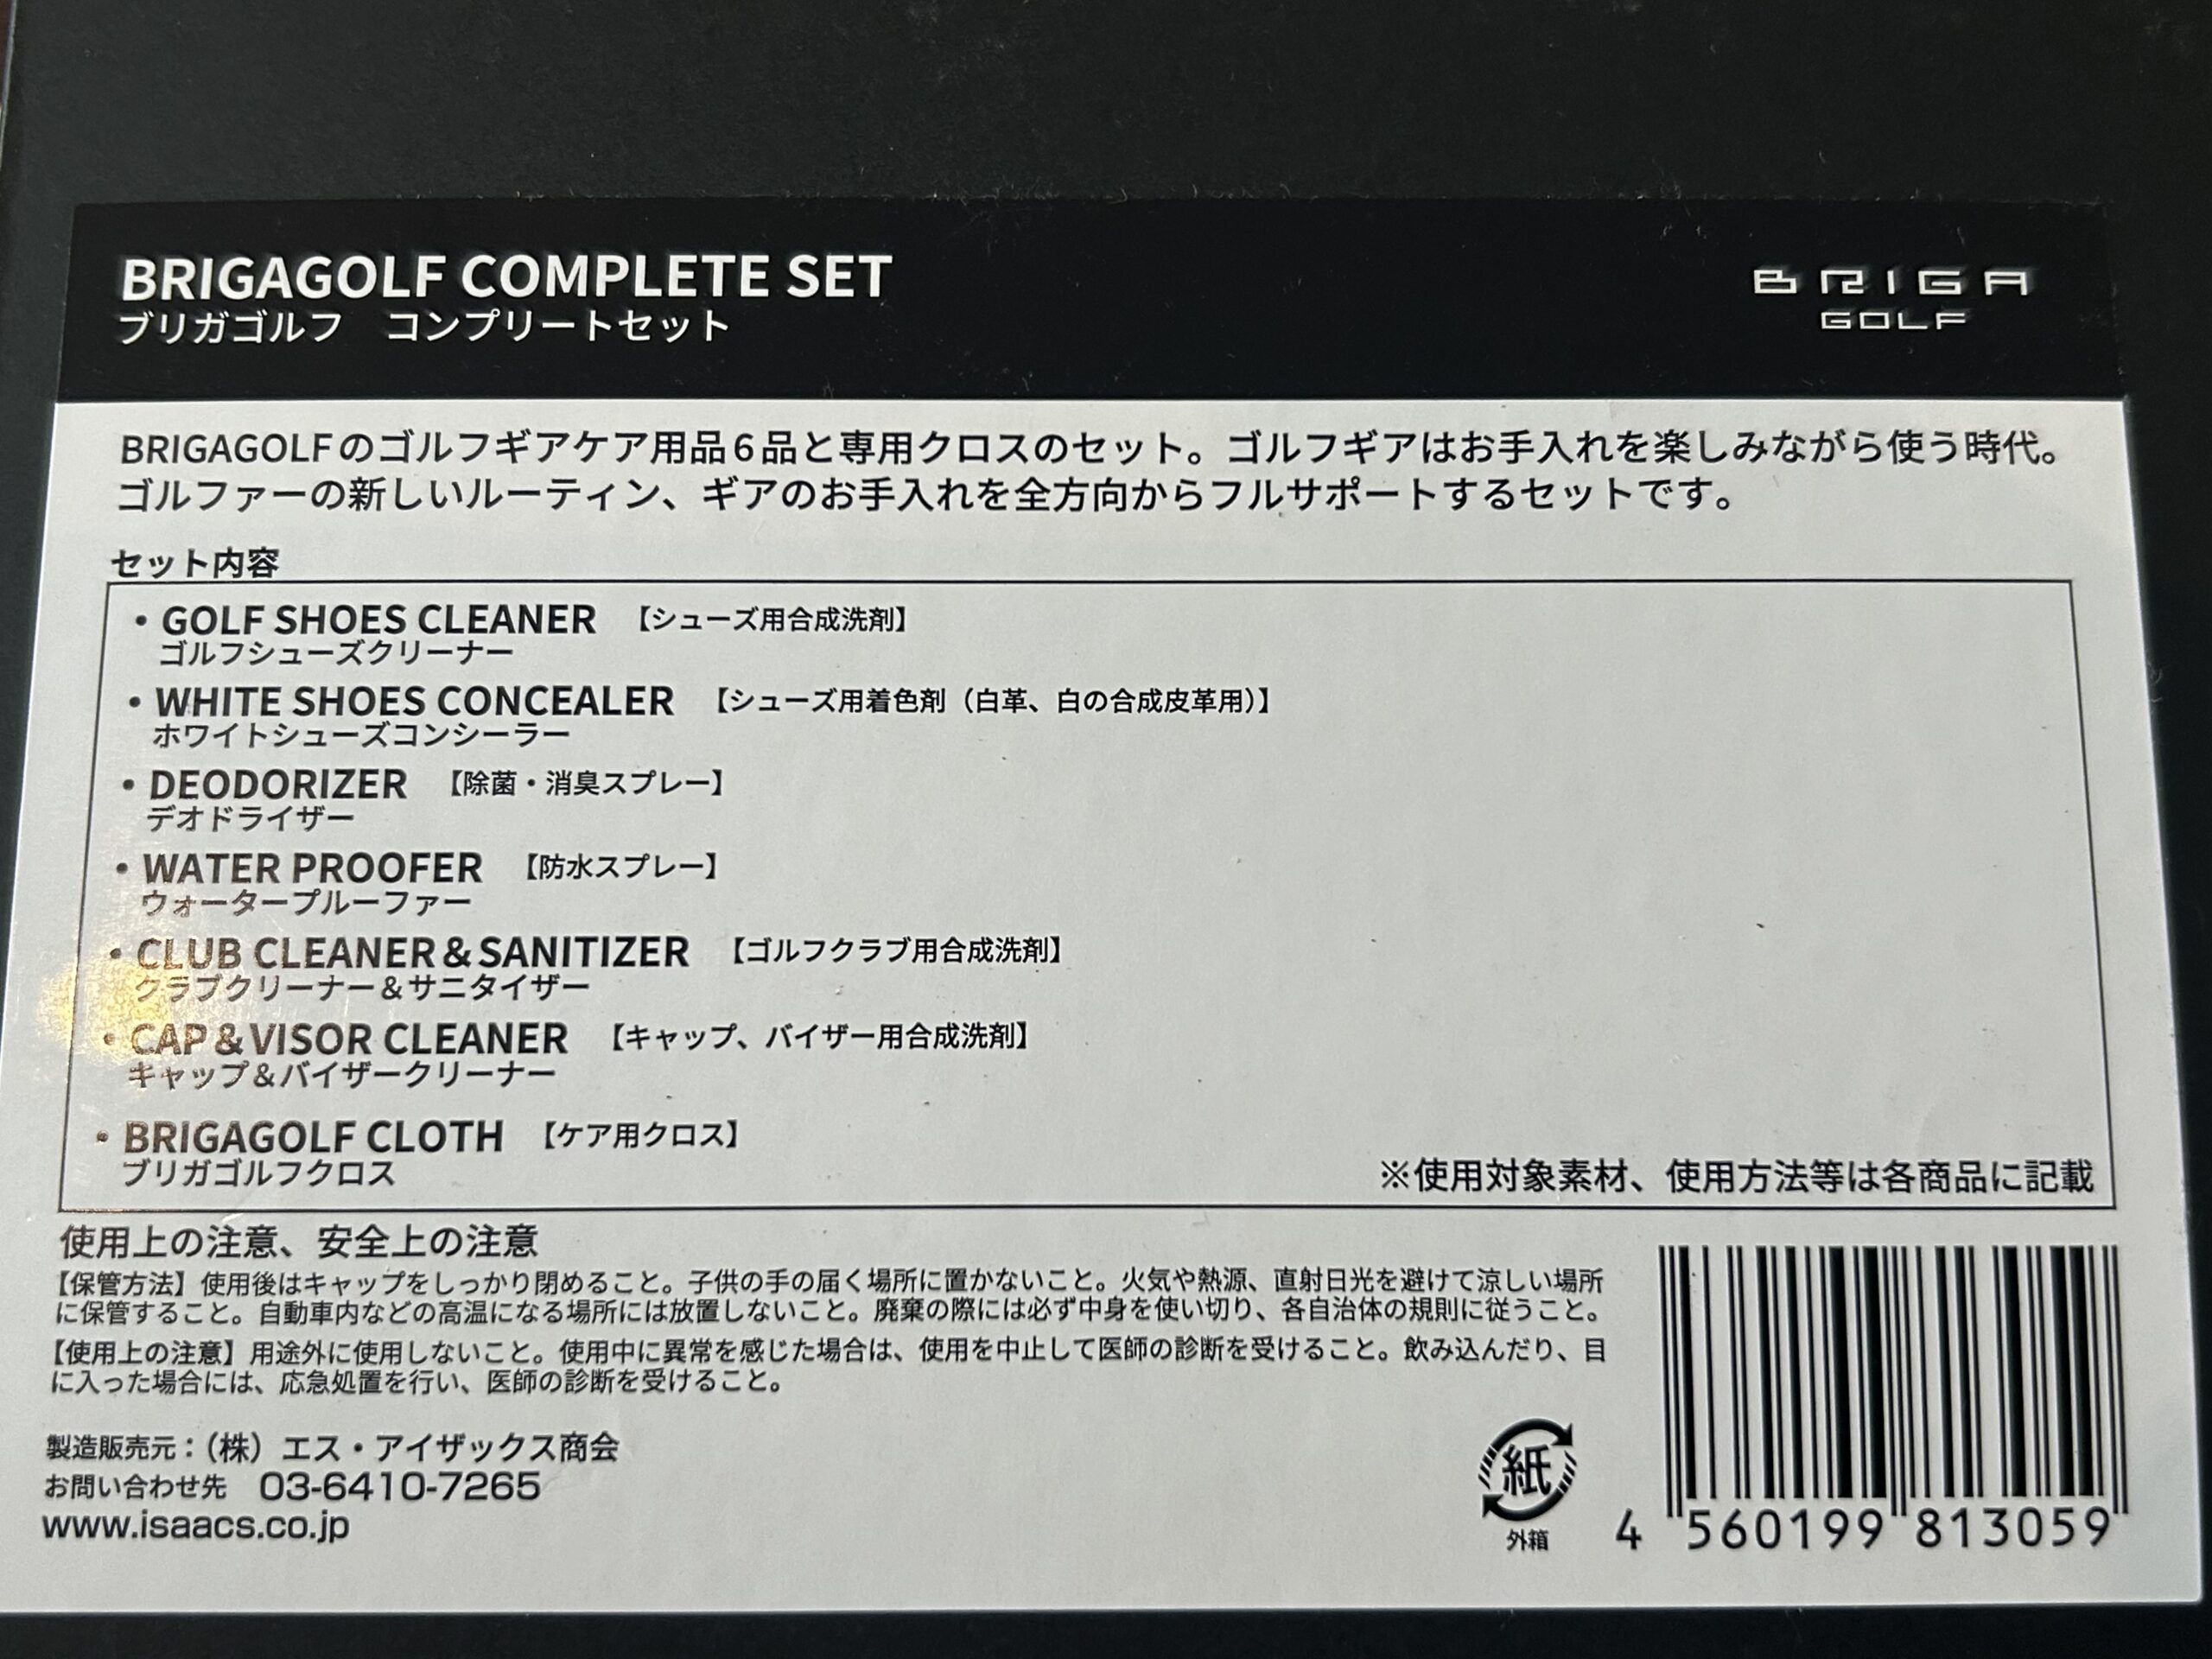 BRIGAGOLF COMPLETE SET
ブリガゴルフ　コンプリートセット
BRIGA
GOLF
BRIGAGOLFのゴルフギアケア用品6品と専用クロスのセット。ゴルフギアはお手入れを楽しみながら使う時代。
ゴルファーの新しいルーティン、ギアのお手入れを全方向からフルサポートするセットです。
セット内容
・GOLF SHOES CLEANER 【シューズ用合成洗剤】
ゴルフシューズクリーナー
・WHITE SHOES CONCEALER 【シューズ用着色剤（白革、白の合成皮革用）】
ホワイトシューズコンシーラー
・DEODORIZER 【除菌・消臭スプレー】
デオドライザー
・WATER PROOFER 【防水スプレー】
ウォータープルーファー
・CLUB CLEANER＆SANITIZER 【ゴルフクラブ用合成洗剤】
クラブクリーナー＆サニタイザー
・CAP＆VISOR CLEANER 【キャップ、バイザー用合成洗剤】
キャップ＆バイザークリーナー
・BRIGAGOLF CLOTH 【ケア用クロス】
ブリガゴルフクロス
※使用対象素材、使用方法等は各商品に記載
使用上の注意、安全上の注意
【保管方法】使用後はキャップをしっかり閉めること。子供の手の届く場所に置かないこと。火気や熱源、直射日光を避けて涼しい場所
に保管すること。自動車内などの高温になる場所には放置しないこと。廃棄の際には必ず中身を使い切り、各自治体の規則に従うこと。
【使用上の注意】用途外に使用しないこと。使用中に異常を感じた場合は、使用を中止して医師の診断を受けること。飲み込んだり、目
に入った場合には、応急処置を行い、医師の診断を受けること。
製造販売元：（株）エス・アイザックス商会
お問い合わせ先　03-6410-7265
www.isaacs.co.jp
紙
外箱
4 560199 813059